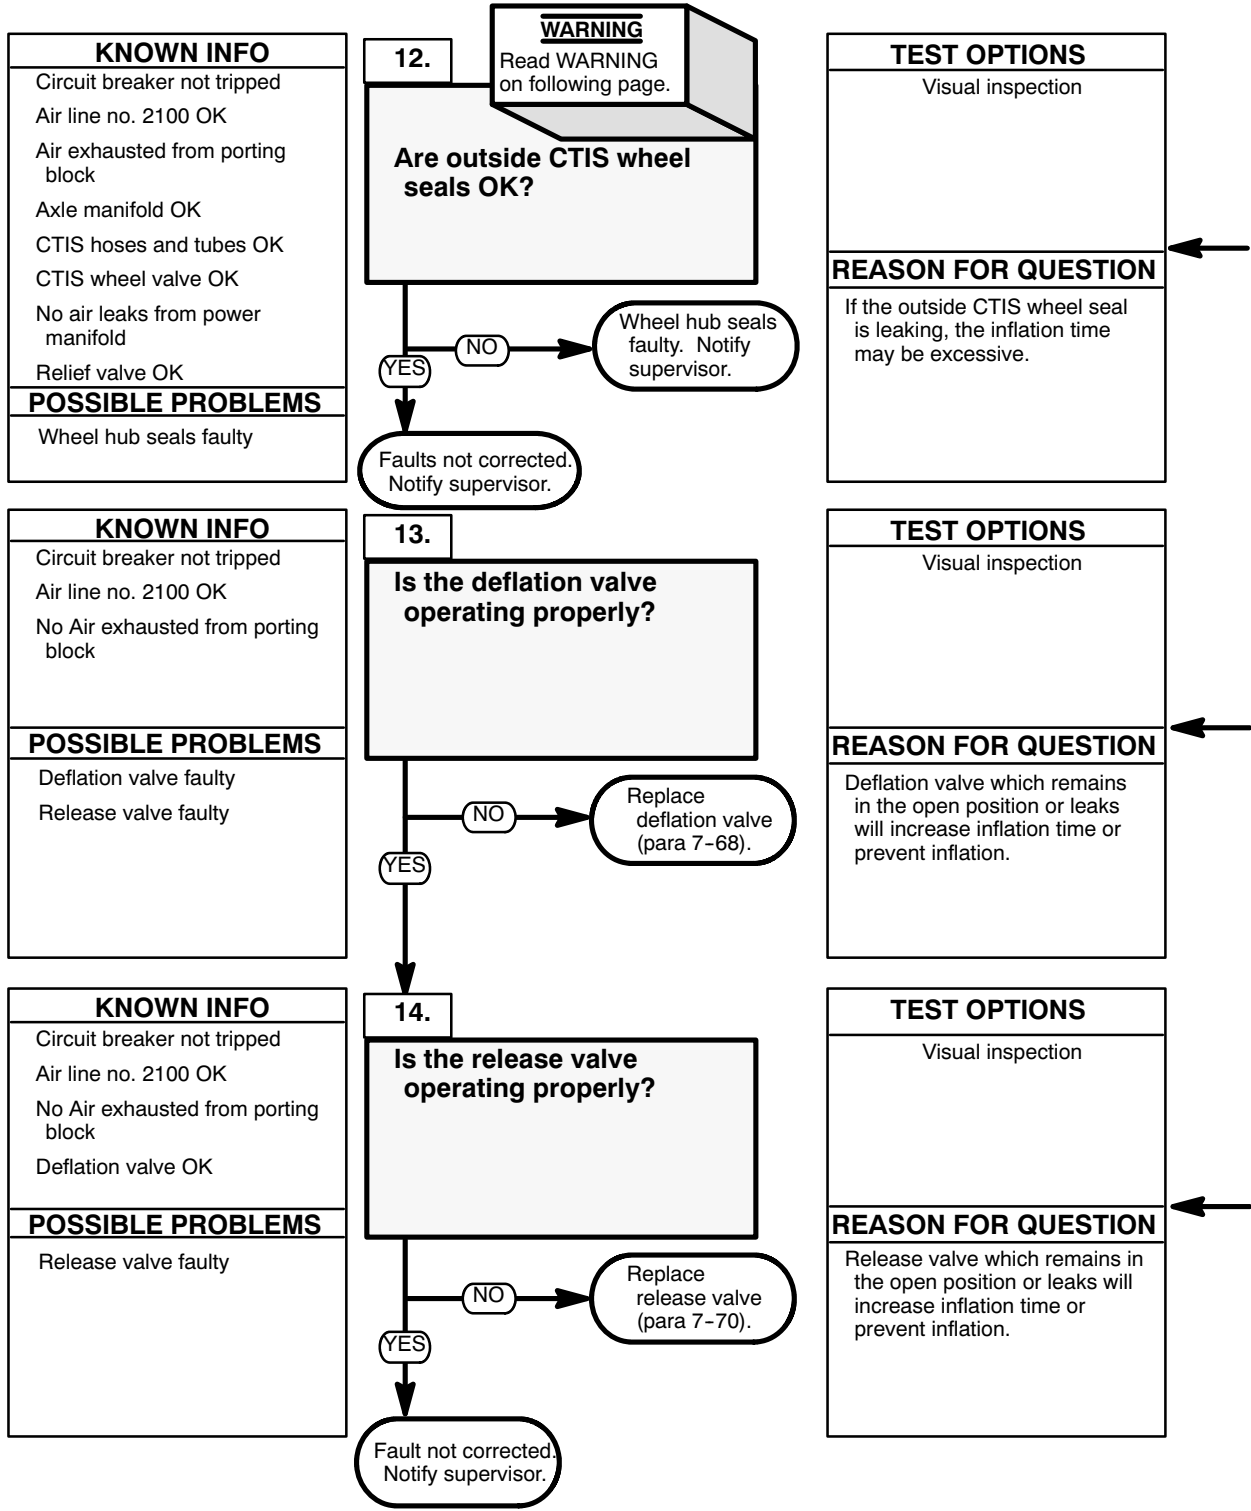 KNOWN INFO
Circuit breaker not tripped
Air line no. 2100 OK
Air exhausted from porting
block
Axle manifold OK
CTIS hoses and tubes OK
CTIS wheel valve OK
No air leaks from power
manifold
Relief valve OK
POSSIBLE PROBLEMS
Wheel hub seals faulty
12.
WARNING
Read WARNING
on following page.
Are outside CTIS wheel
seals OK?
NO
Wheel hub seals
faulty. Notify
supervisor.
YES
Faults not corrected.
Notify supervisor.
TEST OPTIONS
Visual inspection
REASON FOR QUESTION
If the outside CTIS wheel seal
is leaking, the inflation time
may be excessive.
KNOWN INFO
Circuit breaker not tripped
Air line no. 2100 OK
No Air exhausted from porting
block
POSSIBLE PROBLEMS
Deflation valve faulty
Release valve faulty
13.
Is the deflation valve
operating properly?
NO
Replace
deflation valve
(para 7-68).
YES
TEST OPTIONS
Visual inspection
REASON FOR QUESTION
Deflation valve which remains
in the open position or leaks
will increase inflation time or
prevent inflation.
KNOWN INFO
Circuit breaker not tripped
Air line no. 2100 OK
No Air exhausted from porting
block
Deflation valve OK
POSSIBLE PROBLEMS
Release valve faulty
14.
Is the release valve
operating properly?
NO
Replace
release valve
(para 7-70).
YES
Fault not corrected.
Notify supervisor.
TEST OPTIONS
Visual inspection
REASON FOR QUESTION
Release valve which remains in
the open position or leaks will
increase inflation time or
prevent inflation.